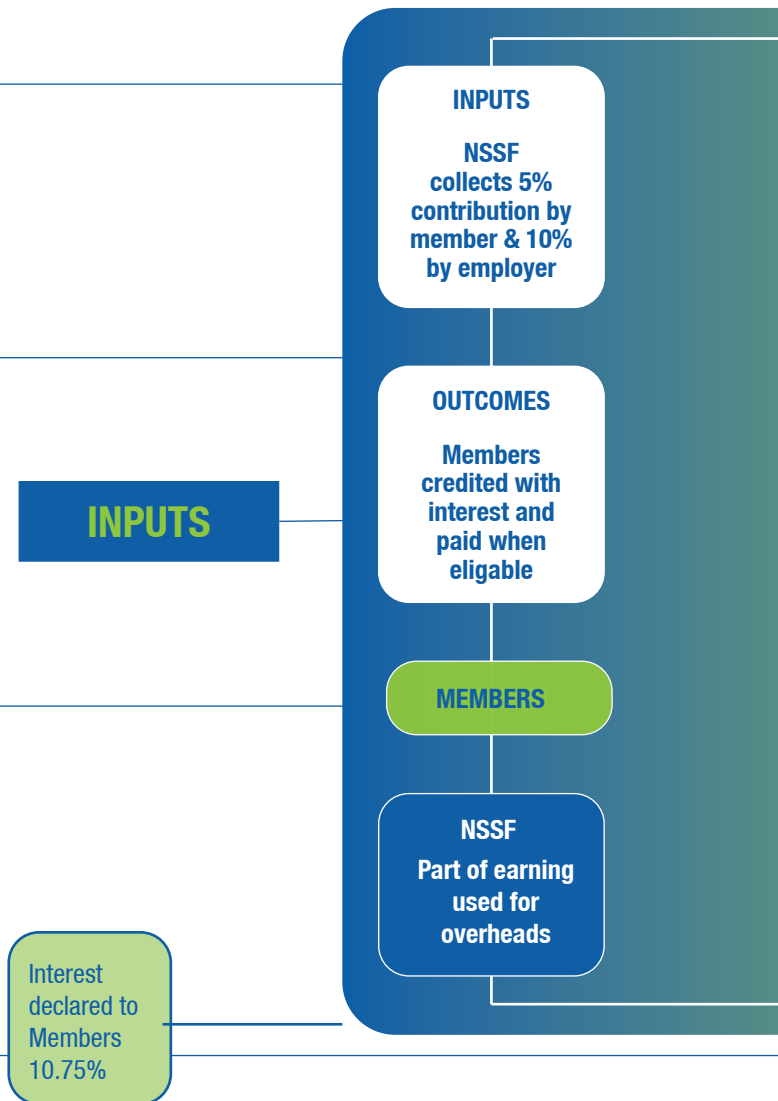 INPUTS
NSSF
collects 5%
contribution by
member & 10%
by employer
OUTCOMES
Members
credited with
interest and
paid when
eligable
INPUTS
MEMBERS
NSSF
Part of earning
used for
overheads
Interest
declared to
Members
10.75%